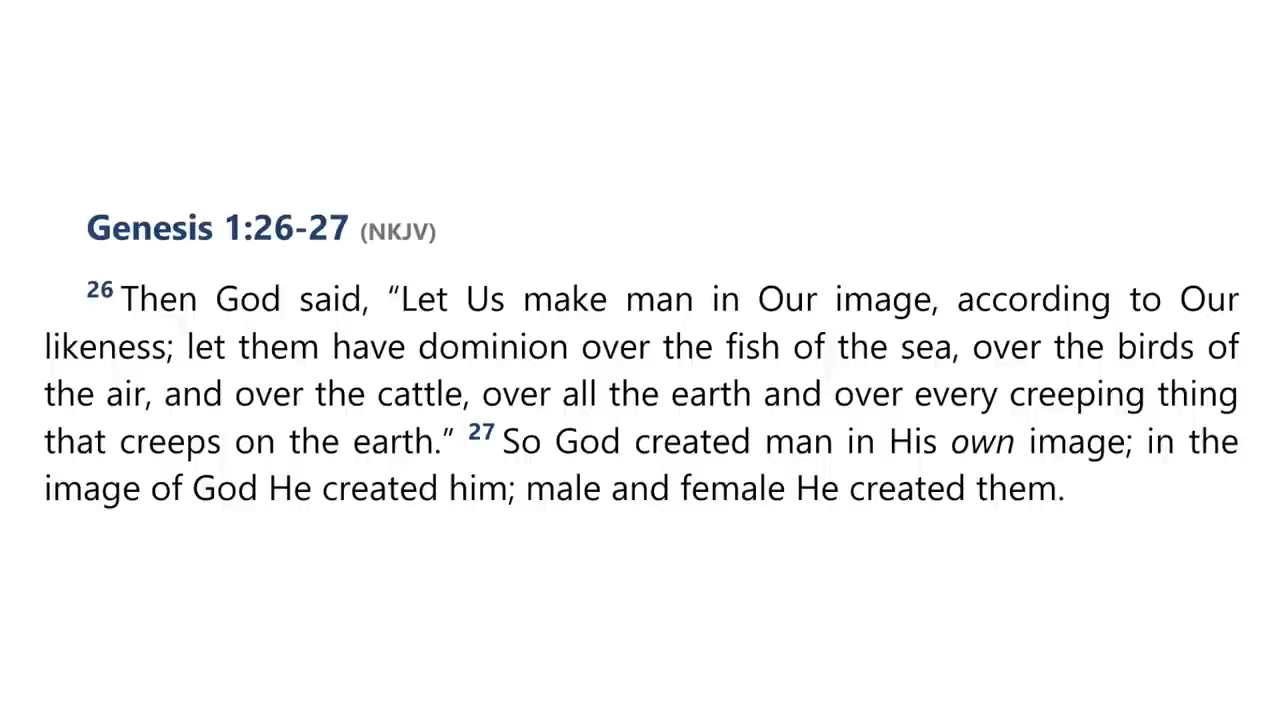 Genesis 1:26-27 (NKJV)
26 Then God said, “Let Us make man in Our image, according to Our
likeness; let them have dominion over the fish of the sea, over the birds of
the air, and over the cattle, over all the earth and over every creeping thing
that creeps on the earth.” 27 So God created man in His own image; in the
image of God He created him; male and female He created them.